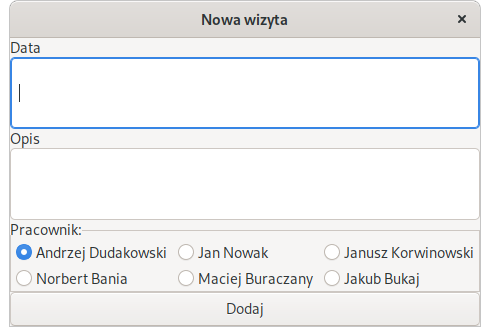 Nowa wizyta
Data
Opis
Pracownik:
Andrzej Dudakowski Jan Nowak Janusz Korwinowski
Norbert Bania Maciej Buraczany Jakub Bukaj
Dodaj